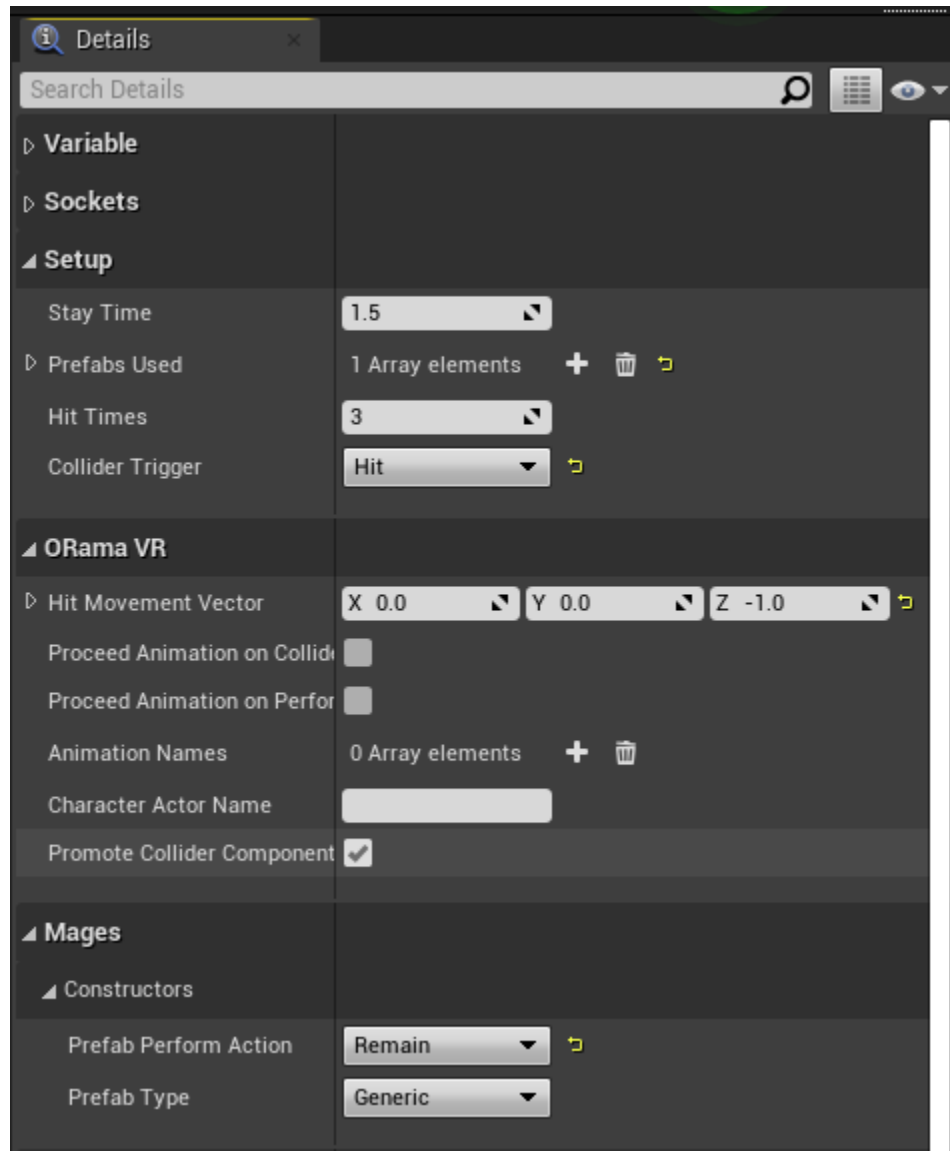 Details
Search Details
Variable
Sockets
Setup
Stay Time 1.5
Prefabs Used 1 Array elements
Hit Times 3
Collider Trigger Hit
ORama VR
Hit Movement Vector X 0.0 Y 0.0 Z -1.0
Proceed Animation on Collid
Proceed Animation on Perfor
Animation Names 0 Array elements
Character Actor Name
Promote Collider Component
Mages
Constructors
Prefab Perform Action Remain
Prefab Type Generic